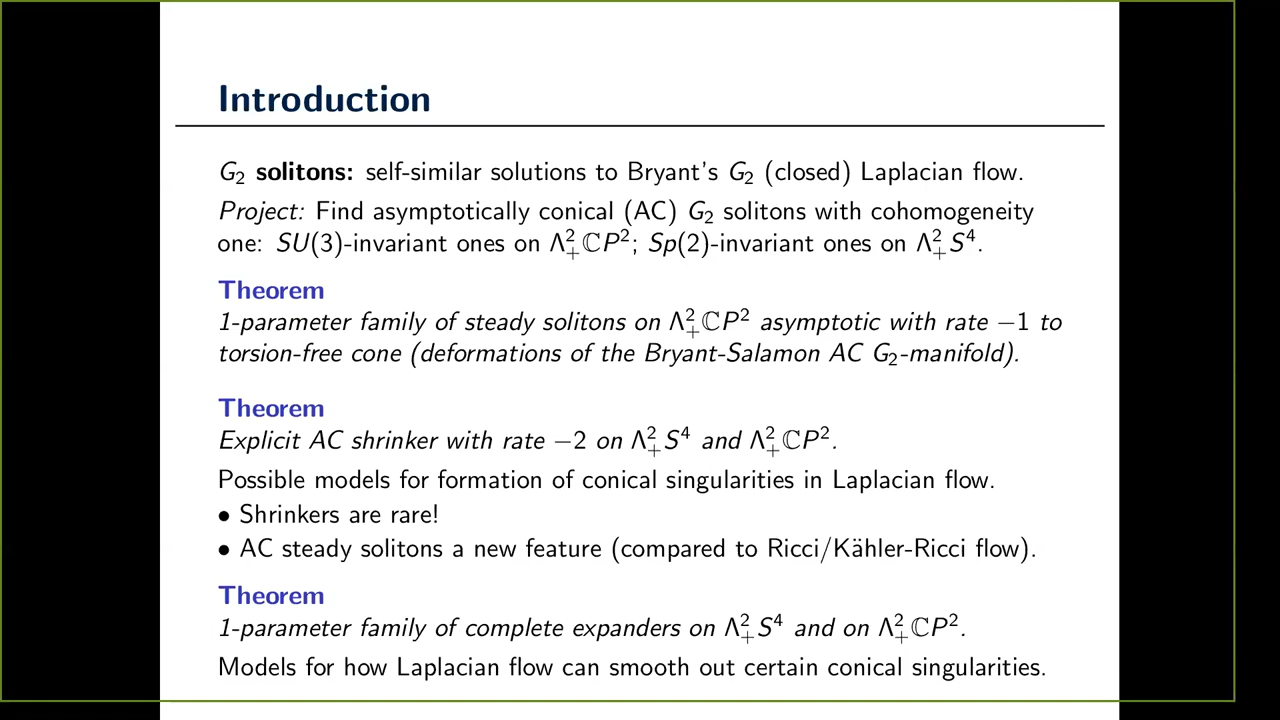 Introduction
G₂ solitons: self-similar solutions to Bryant's G₂ (closed) Laplacian flow.
Project: Find asymptotically conical (AC) G₂ solitons with cohomogeneity
one: SU(3)-invariant ones on Λ²₊ℂP²; Sp(2)-invariant ones on Λ²₊S⁴.
Theorem
1-parameter family of steady solitons on Λ²₊ℂP² asymptotic with rate −1 to
torsion-free cone (deformations of the Bryant-Salamon AC G₂-manifold).
Theorem
Explicit AC shrinker with rate −2 on Λ²₊S⁴ and Λ²₊ℂP².
Possible models for formation of conical singularities in Laplacian flow.
• Shrinkers are rare!
• AC steady solitons a new feature (compared to Ricci/Kähler-Ricci flow).
Theorem
1-parameter family of complete expanders on Λ²₊S⁴ and on Λ²₊ℂP².
Models for how Laplacian flow can smooth out certain conical singularities.